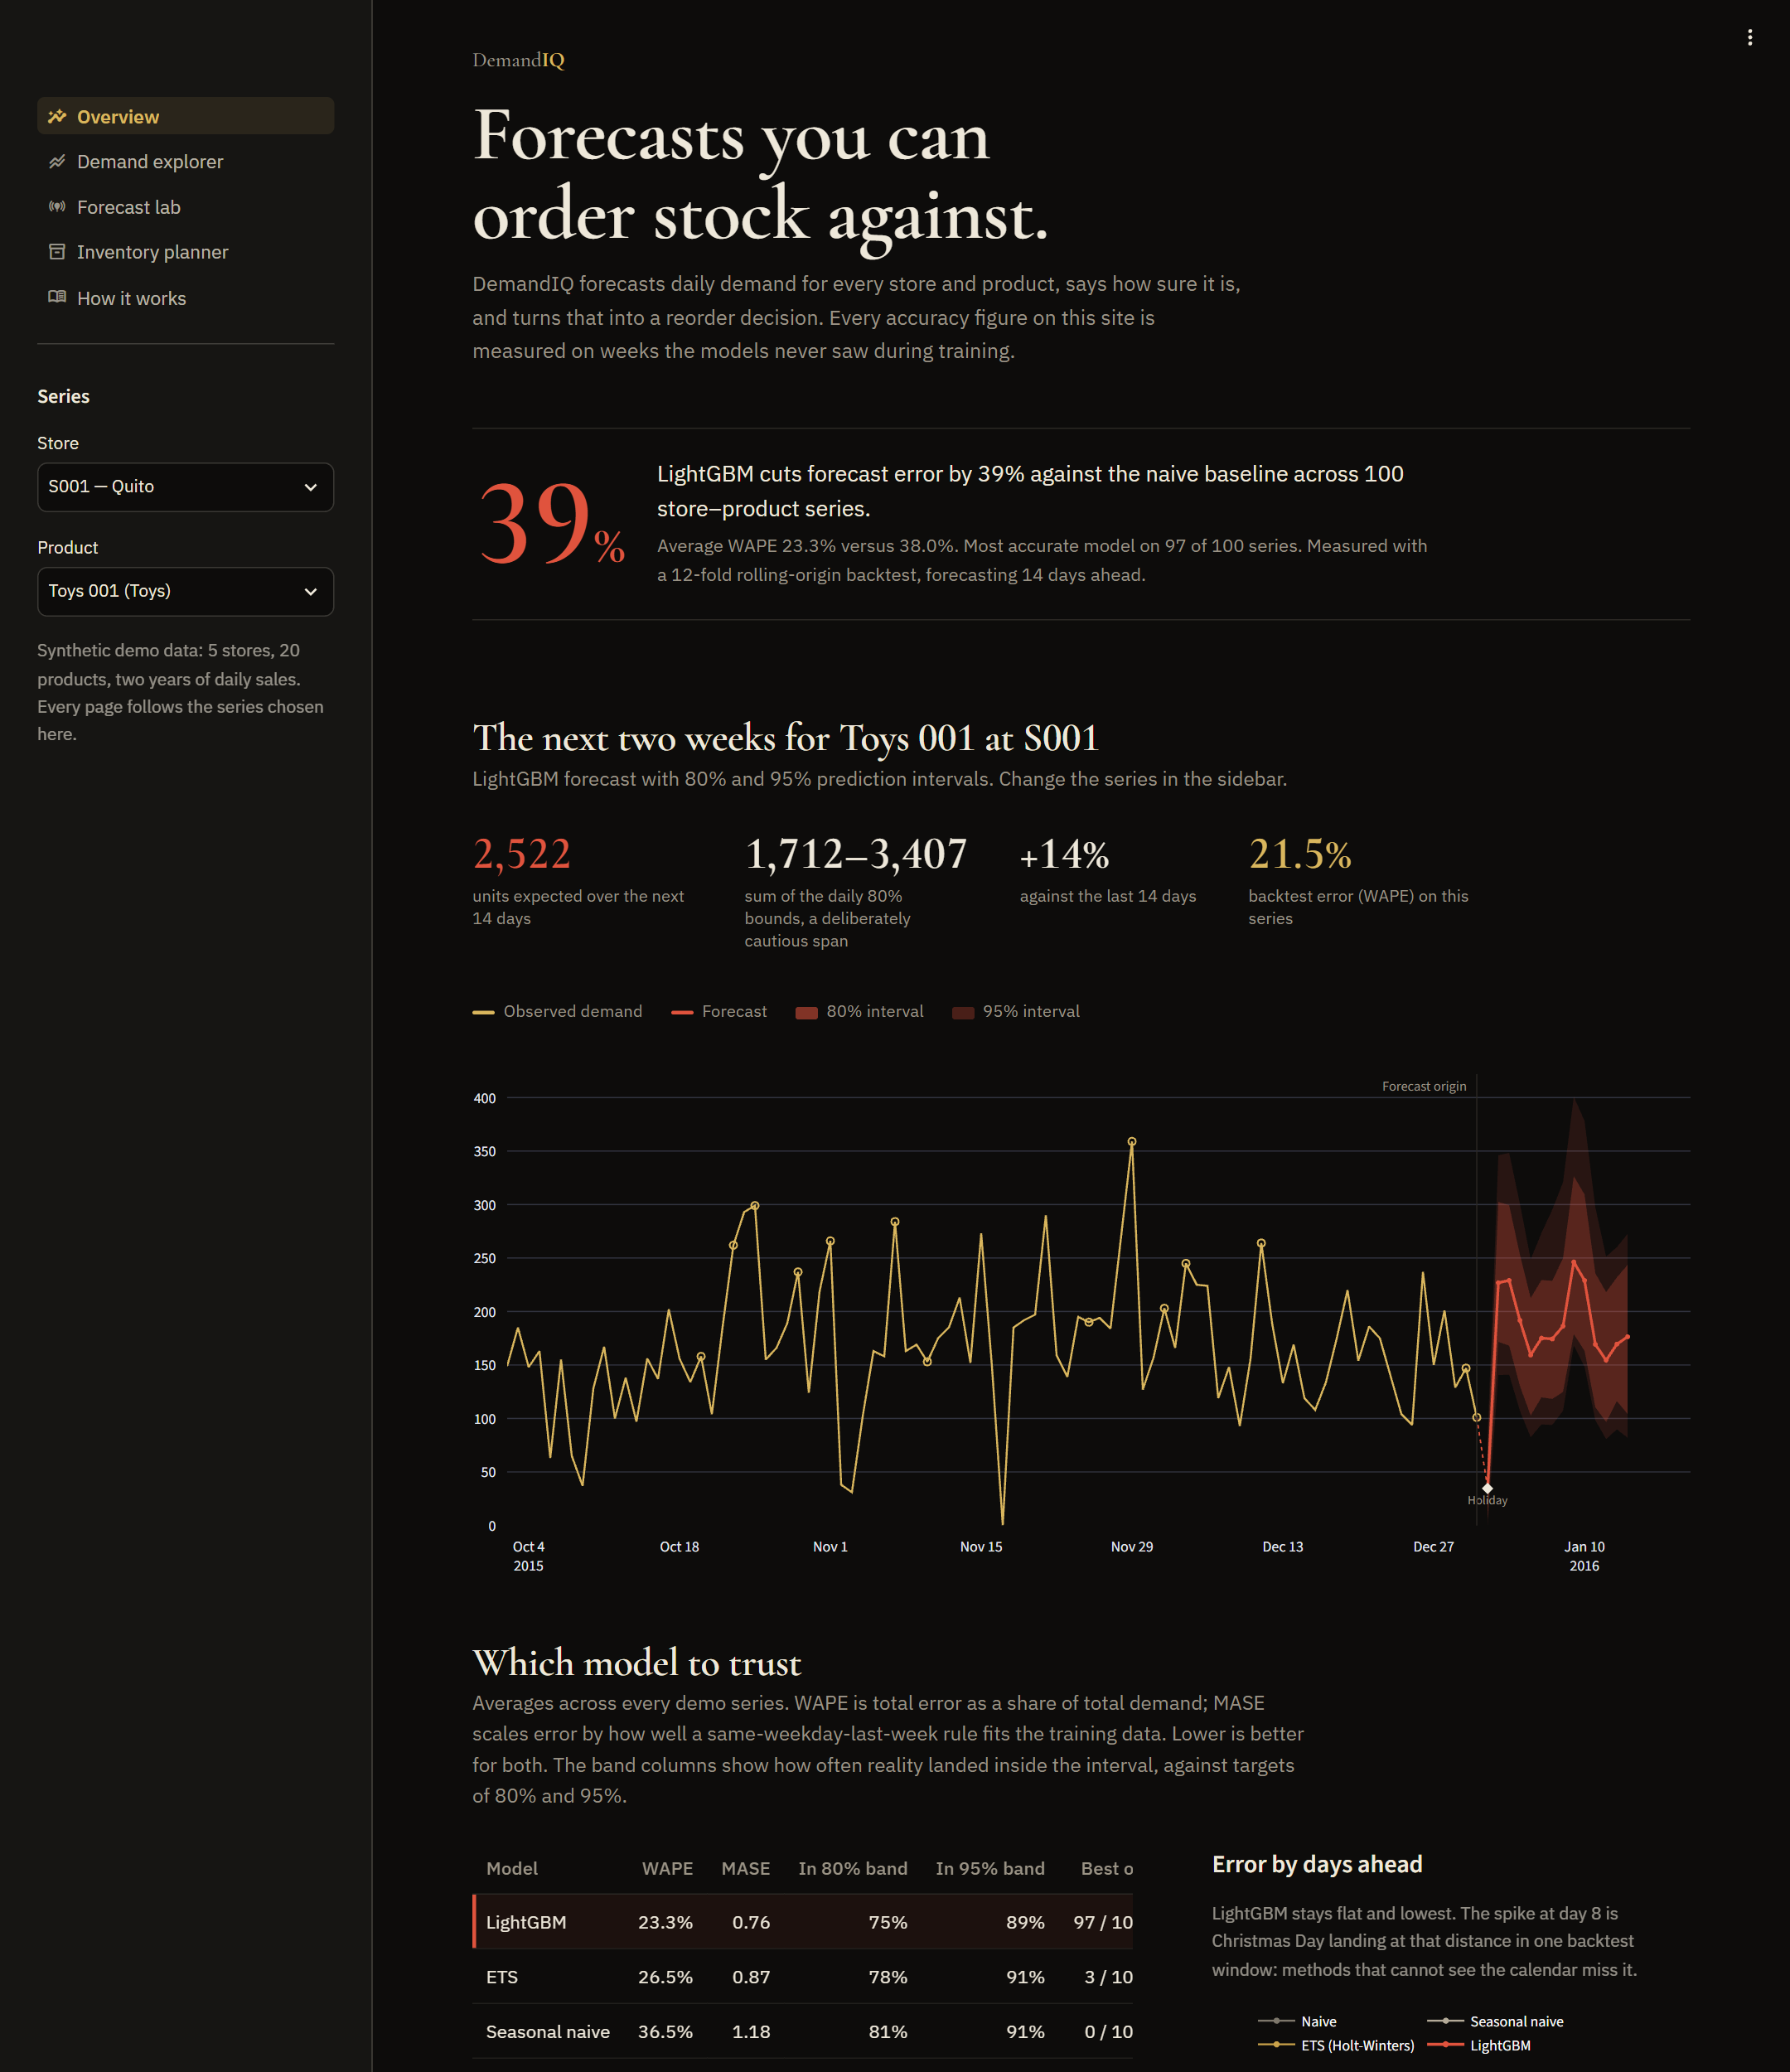 DemandIQ
Overview
Demand explorer
Forecast lab
Inventory planner
How it works
Series
Store
S001 — Quito
Product
Toys 001 (Toys)
Synthetic demo data: 5 stores, 20
products, two years of daily sales.
Every page follows the series chosen
here.
Forecasts you can
order stock against.
DemandIQ forecasts daily demand for every store and product, says how sure it is,
and turns that into a reorder decision. Every accuracy figure on this site is
measured on weeks the models never saw during training.
39%
LightGBM cuts forecast error by 39% against the naive baseline across 100
store–product series.
Average WAPE 23.3% versus 38.0%. Most accurate model on 97 of 100 series. Measured with
a 12-fold rolling-origin backtest, forecasting 14 days ahead.
The next two weeks for Toys 001 at S001
LightGBM forecast with 80% and 95% prediction intervals. Change the series in the sidebar.
2,522
units expected over the next
14 days
1,712–3,407
sum of the daily 80%
bounds, a deliberately
cautious span
+14%
against the last 14 days
21.5%
backtest error (WAPE) on this
series
Observed demand
Forecast
80% interval
95% interval
Forecast origin
400
350
300
250
200
150
100
50
0
Holiday
Oct 4
2015
Oct 18
Nov 1
Nov 15
Nov 29
Dec 13
Dec 27
Jan 10
2016
Which model to trust
Averages across every demo series. WAPE is total error as a share of total demand; MASE
scales error by how well a same-weekday-last-week rule fits the training data. Lower is better
for both. The band columns show how often reality landed inside the interval, against targets
of 80% and 95%.
Model WAPE MASE In 80% band In 95% band Best o
LightGBM 23.3% 0.76 75% 89% 97 / 10
ETS 26.5% 0.87 78% 91% 3 / 10
Seasonal naive 36.5% 1.18 81% 91% 0 / 10
Error by days ahead
LightGBM stays flat and lowest. The spike at day 8 is
Christmas Day landing at that distance in one backtest
window: methods that cannot see the calendar miss it.
Naive
Seasonal naive
ETS (Holt-Winters)
LightGBM